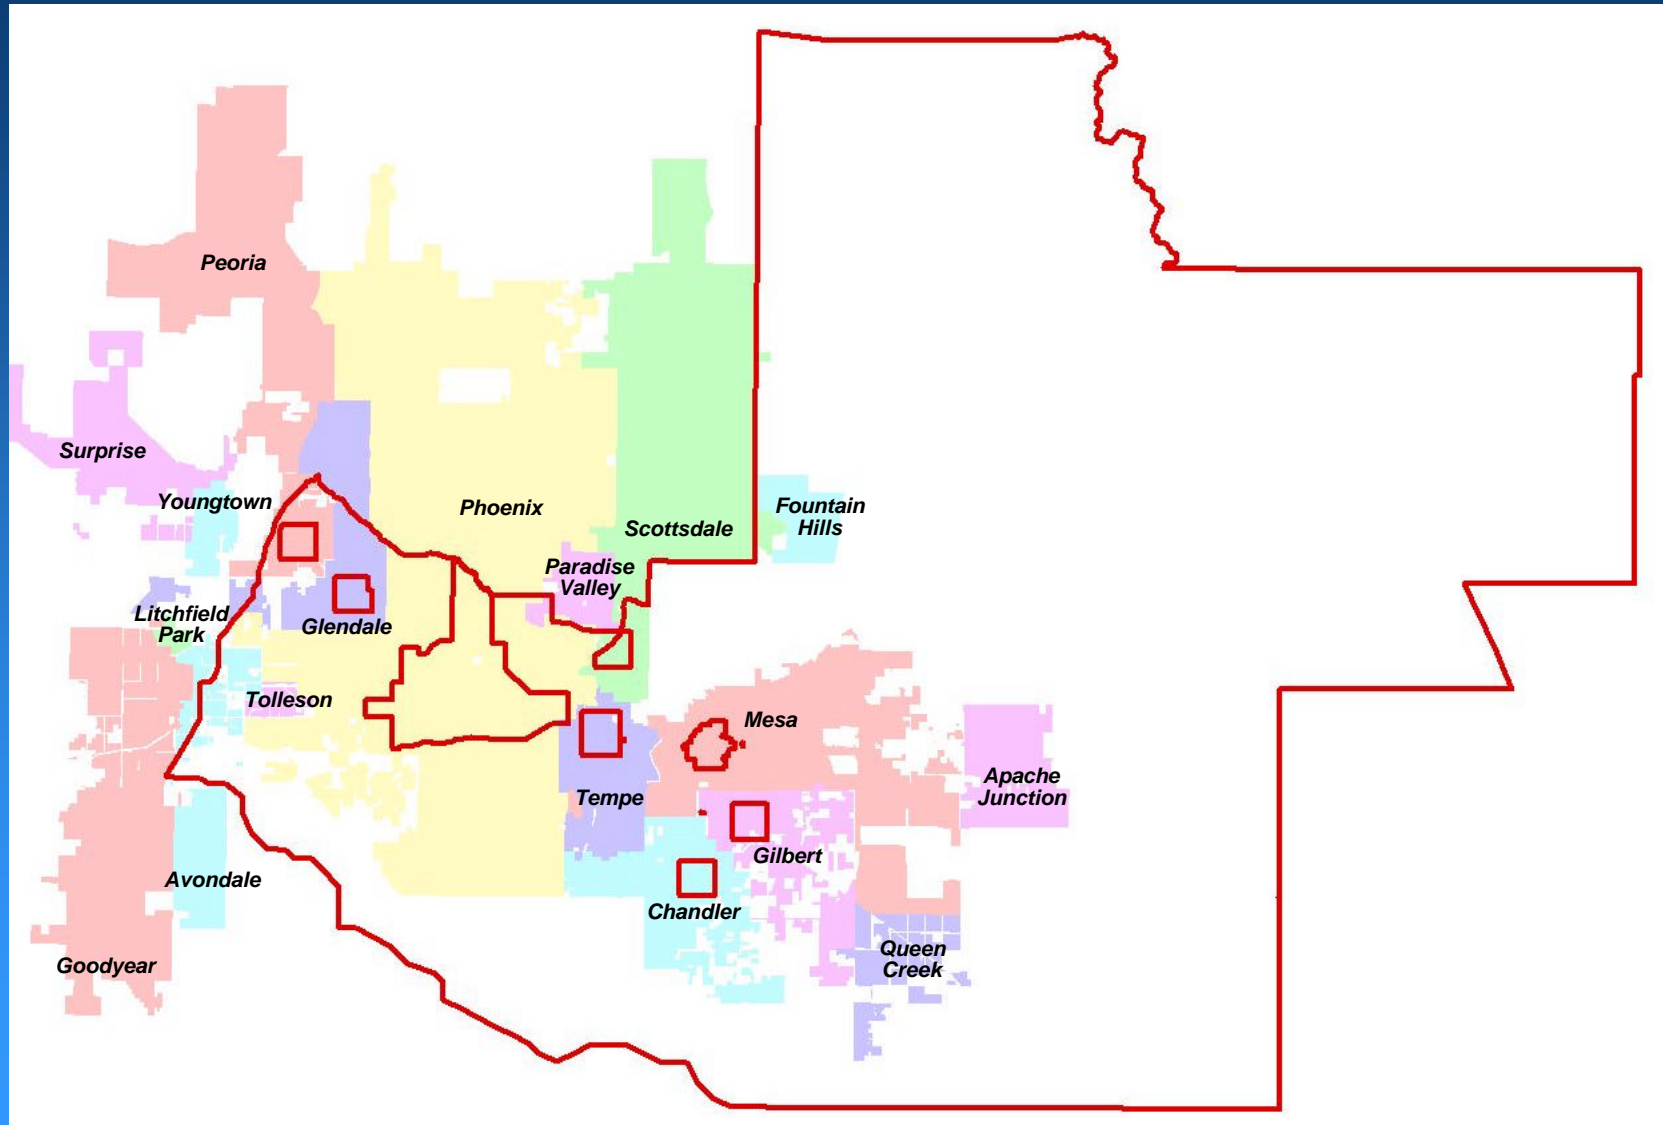 Peoria
Surprise
Youngtown
Phoenix
Fountain
Hills
Scottsdale
Paradise
Valley
Litchfield
Park
Glendale
Tolleson
Mesa
Apache
Junction
Tempe
Gilbert
Avondale
Chandler
Queen
Creek
Goodyear